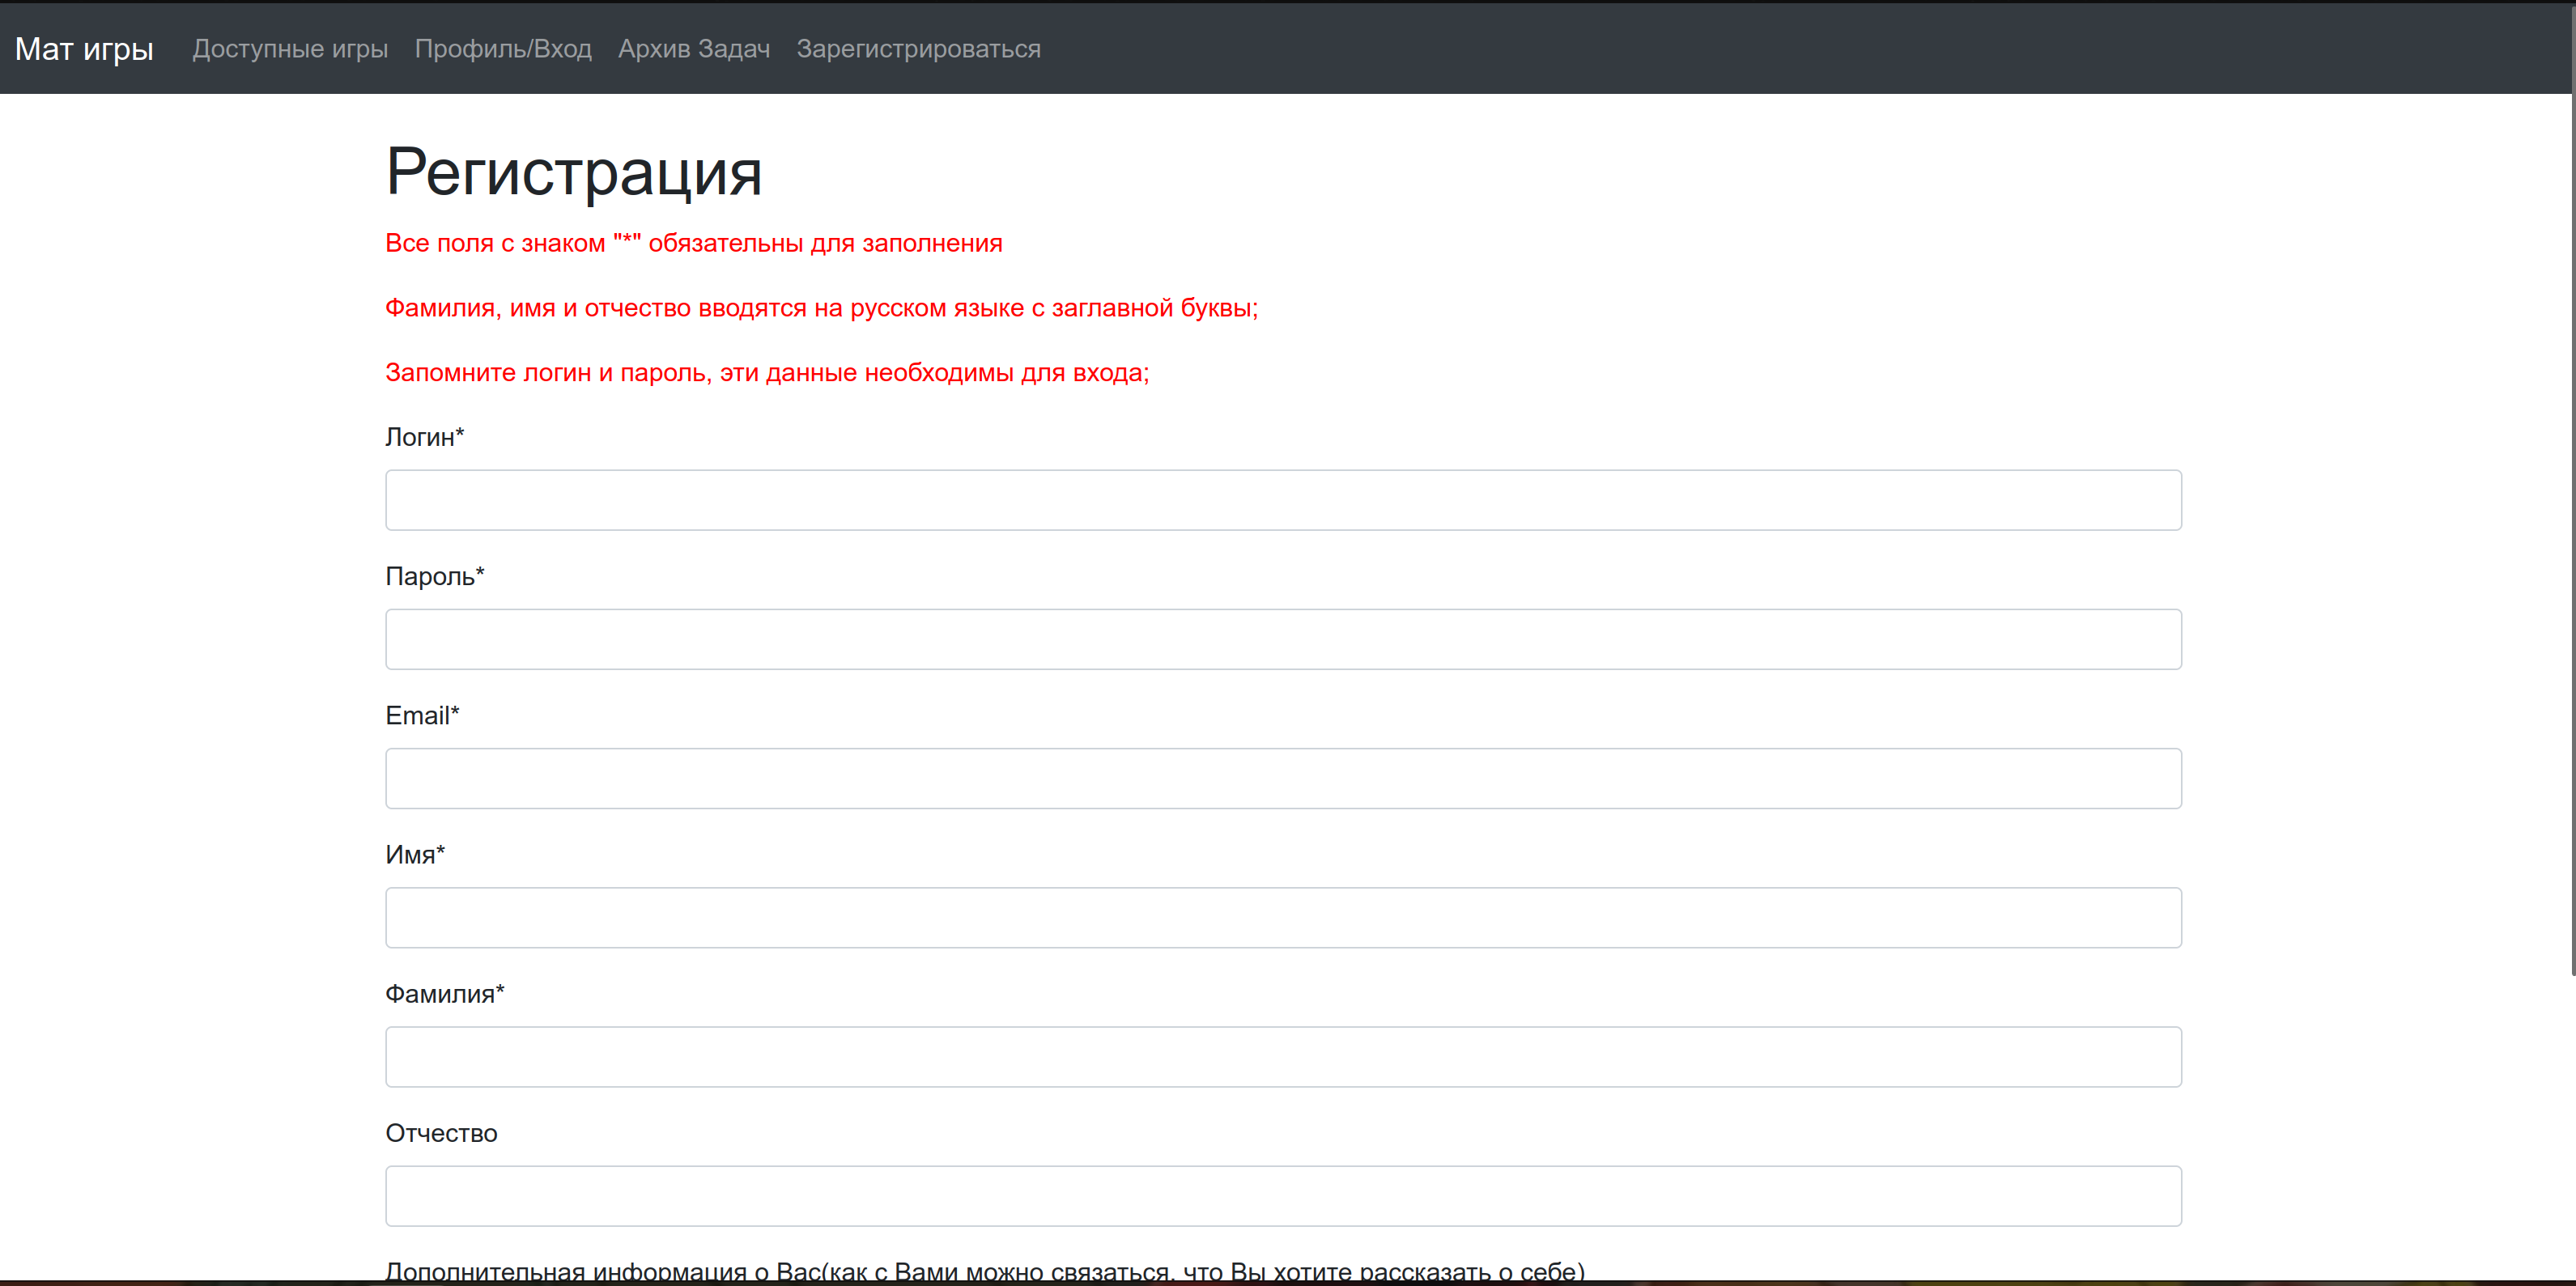 Мат игры Доступные игры Профиль/Вход Архив Задач Зарегистрироваться
Регистрация
Все поля с знаком "*" обязательны для заполнения
Фамилия, имя и отчество вводятся на русском языке с заглавной буквы;
Запомните логин и пароль, эти данные необходимы для входа;
Логин*
Пароль*
Email*
Имя*
Фамилия*
Отчество
Дополнительная информация о Вас(как с Вами можно связаться, что Вы хотите рассказать о себе)